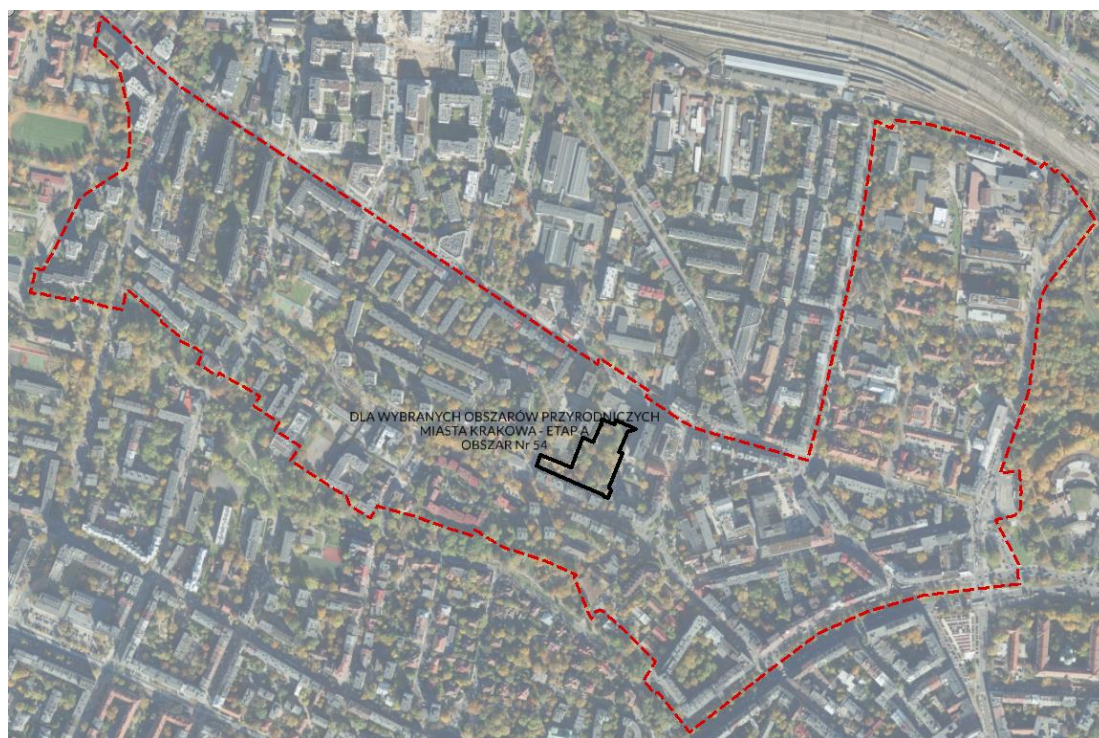 DLA WYBRANYCH OBSZARÓW PRZYRODNICZYCH
MIASTA KRAKOWA - ETAP A
OBSZAR Nr 54